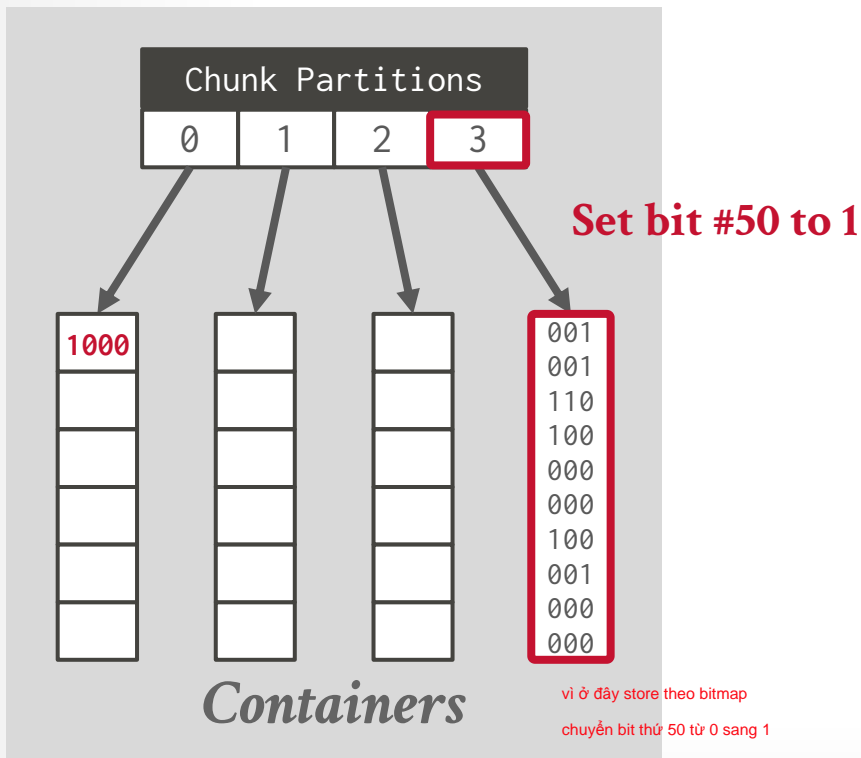 Chunk Partitions
0 1 2 3
Set bit #50 to 1
1000
001
001
110
100
000
000
100
001
000
000
Containers
vì ở đây store theo bitmap
chuyển bit thứ 50 từ 0 sang 1